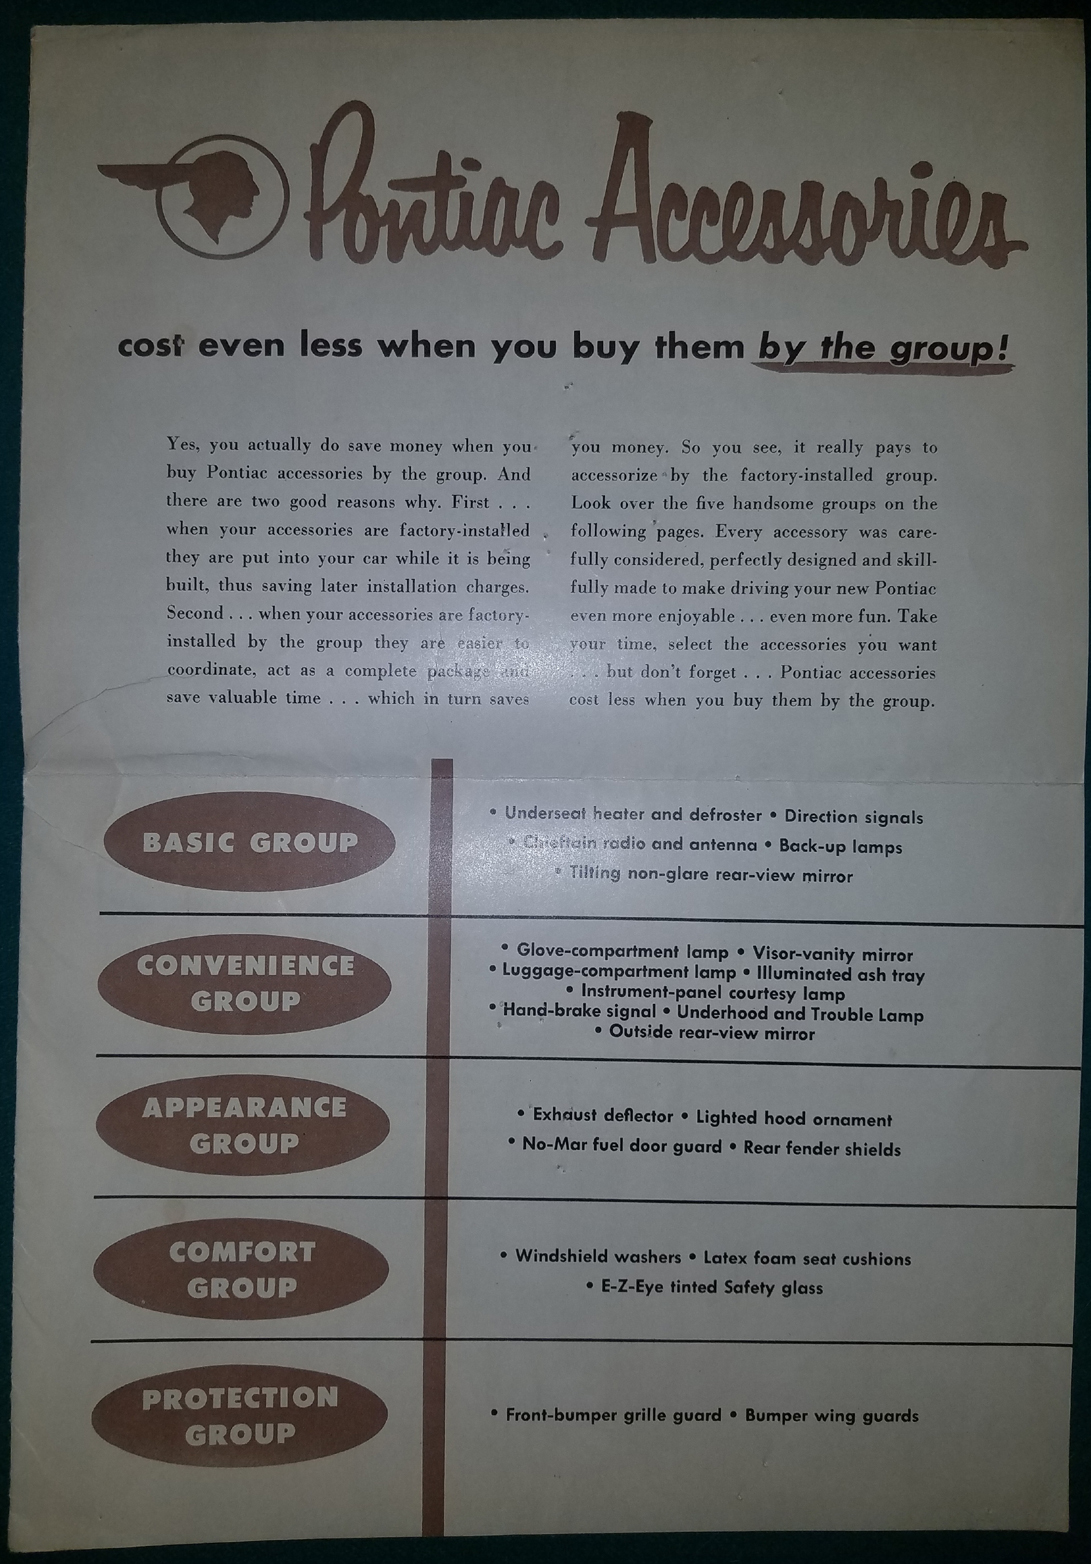 Pontiac Accessories
cost even less when you buy them by the group!
Yes, you actually do save money when you
buy Pontiac accessories by the group. And
there are two good reasons why. First . . .
when your accessories are factory-installed
they are put into your car while it is being
built, thus saving later installation charges.
Second . . . when your accessories are factory-
installed by the group they are easier to
coordinate, act as a complete package and
save valuable time . . . which in turn saves
you money. So you see, it really pays to
accessorize by the factory-installed group.
Look over the five handsome groups on the
following pages. Every accessory was care-
fully considered, perfectly designed and skill-
fully made to make driving your new Pontiac
even more enjoyable . . . even more fun. Take
your time, select the accessories you want
. . . but don't forget . . . Pontiac accessories
cost less when you buy them by the group.
BASIC GROUP
• Underseat heater and defroster • Direction signals
• Chieftain radio and antenna • Back-up lamps
• Tilting non-glare rear-view mirror
CONVENIENCE
GROUP
• Glove-compartment lamp • Visor-vanity mirror
• Luggage-compartment lamp • Illuminated ash tray
• Instrument-panel courtesy lamp
• Hand-brake signal • Underhood and Trouble Lamp
• Outside rear-view mirror
APPEARANCE
GROUP
• Exhaust deflector • Lighted hood ornament
• No-Mar fuel door guard • Rear fender shields
COMFORT
GROUP
• Windshield washers • Latex foam seat cushions
• E-Z-Eye tinted Safety glass
PROTECTION
GROUP
• Front-bumper grille guard • Bumper wing guards